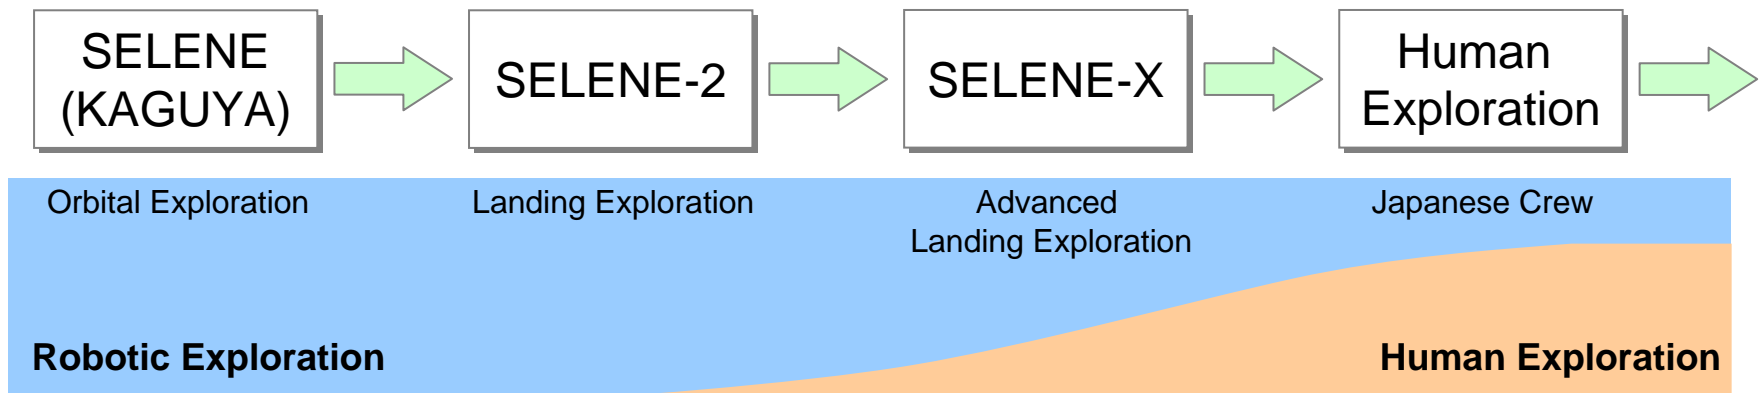 SELENE
(KAGUYA)
SELENE-2
SELENE-X
Human
Exploration
Orbital Exploration
Landing Exploration
Advanced
Landing Exploration
Japanese Crew
Robotic Exploration
Human Exploration